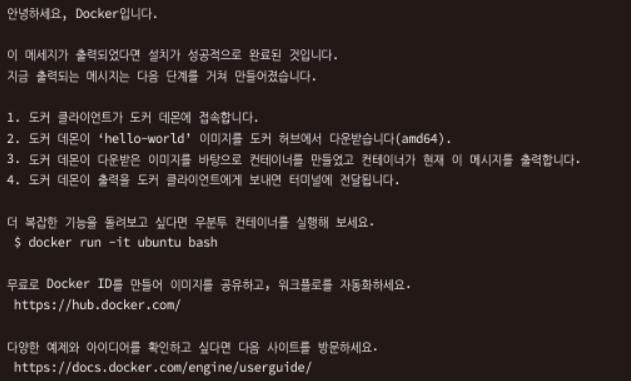 안녕하세요, Docker입니다.
이 메세지가 출력되었다면 설치가 성공적으로 완료된 것입니다.
지금 출력되는 메시지는 다음 단계를 거쳐 만들어졌습니다.
1. 도커 클라이언트가 도커 데몬에 접속합니다.
2. 도커 데몬이 ‘hello-world’ 이미지를 도커 허브에서 다운받습니다(amd64).
3. 도커 데몬이 다운받은 이미지를 바탕으로 컨테이너를 만들었고 컨테이너가 현재 이 메시지를 출력합니다.
4. 도커 데몬이 출력을 도커 클라이언트에게 보내면 터미널에 전달됩니다.
더 복잡한 기능을 돌려보고 싶다면 우분투 컨테이너를 실행해 보세요.
$ docker run -it ubuntu bash
무료로 Docker ID를 만들어 이미지를 공유하고, 워크플로를 자동화하세요.
https://hub.docker.com/
다양한 예제와 아이디어를 확인하고 싶다면 다음 사이트를 방문하세요.
https://docs.docker.com/engine/userguide/